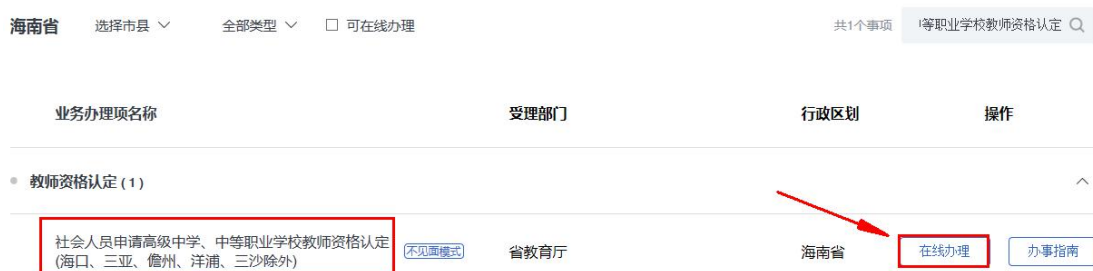 海南省 选择市县 全部类型 可在线办理 共1个事项 等职业学校教师资格认定
业务办理项名称 受理部门 行政区划 操作
教师资格认定 (1)
社会人员申请高级中学、中等职业学校教师资格认定 不见面模式 省教育厅 海南省 在线办理 办事指南
(海口、三亚、儋州、洋浦、三沙除外)